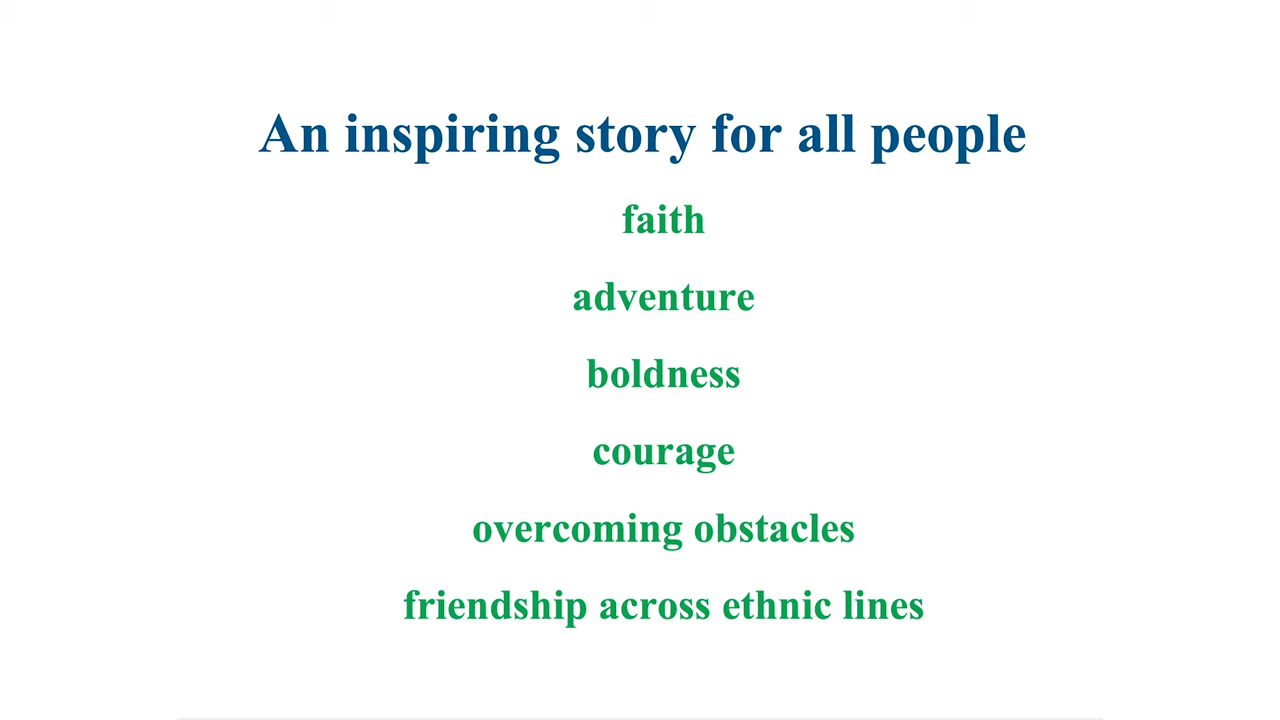 An inspiring story for all people
faith
adventure
boldness
courage
overcoming obstacles
friendship across ethnic lines